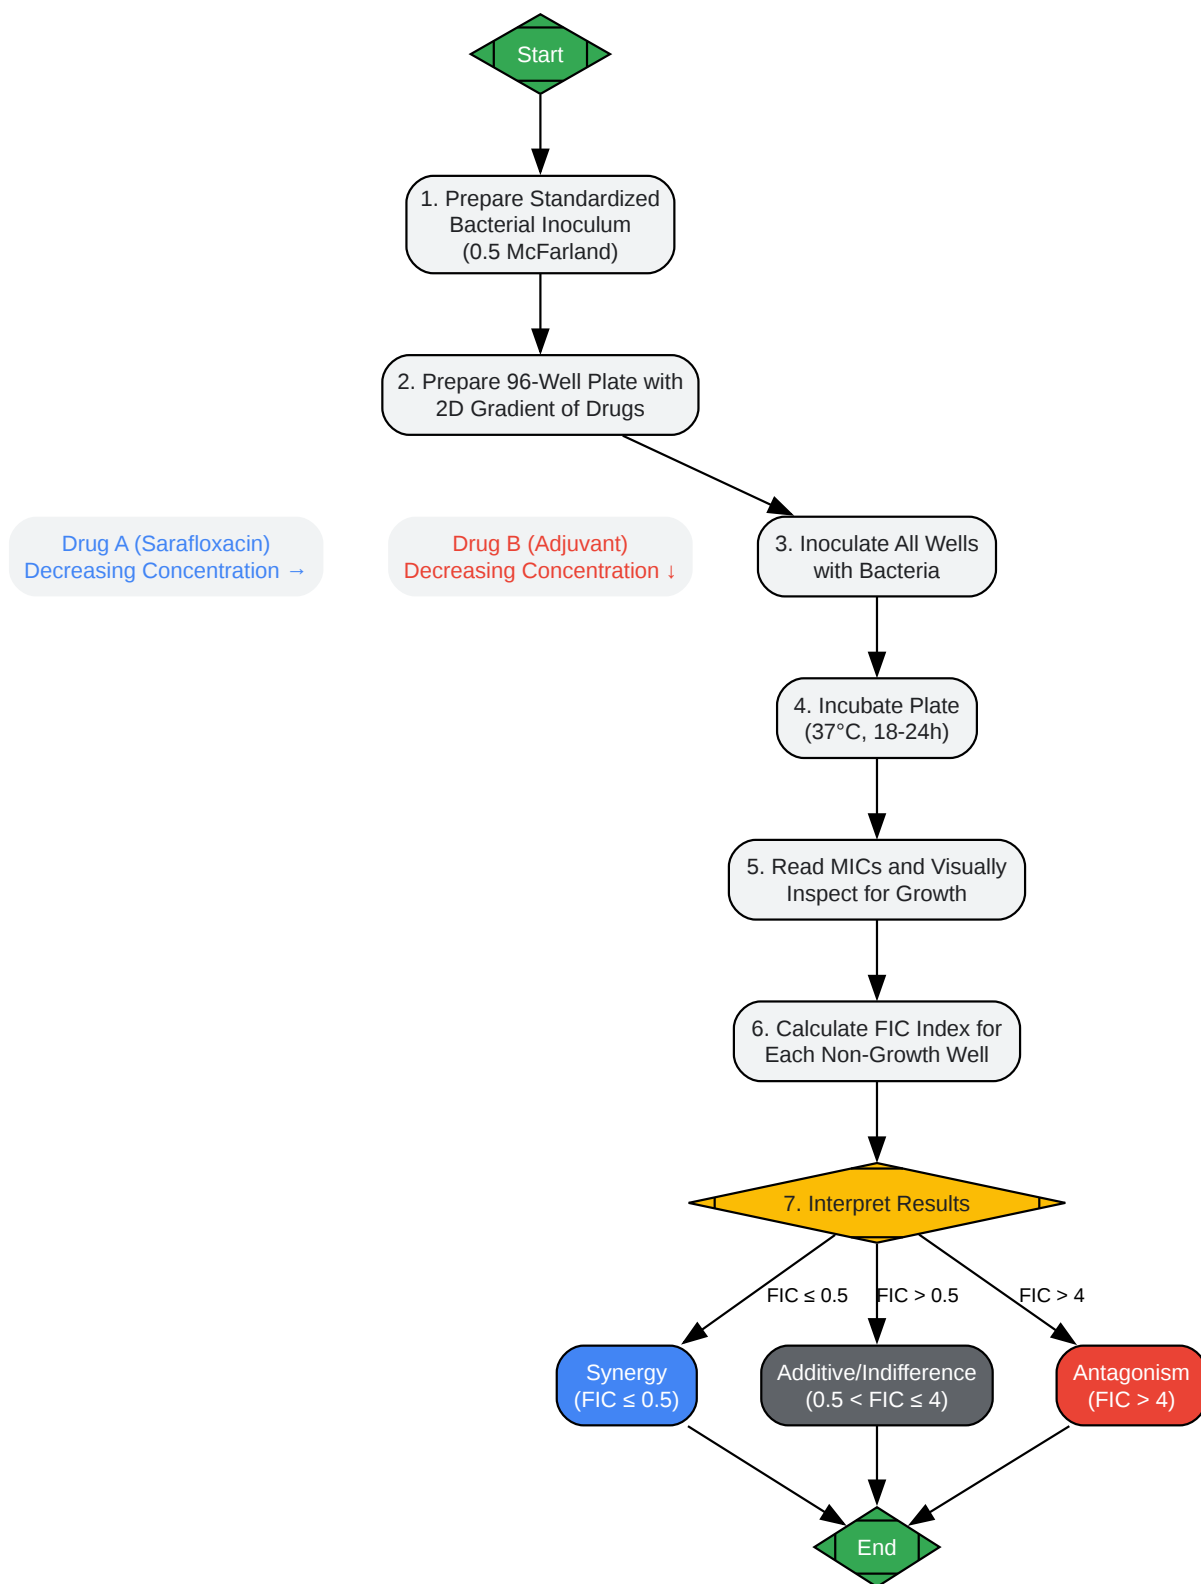 Start
1. Prepare Standardized
Bacterial Inoculum
(0.5 McFarland)
2. Prepare 96-Well Plate with
2D Gradient of Drugs
Drug A (Sarafloxacin)
Decreasing Concentration →
Drug B (Adjuvant)
Decreasing Concentration ↓
3. Inoculate All Wells
with Bacteria
4. Incubate Plate
(37°C, 18-24h)
5. Read MICs and Visually
Inspect for Growth
6. Calculate FIC Index for
Each Non-Growth Well
7. Interpret Results
FIC ≤ 0.5
FIC > 0.5
FIC > 4
Synergy
(FIC ≤ 0.5)
Additive/Indifference
(0.5 < FIC ≤ 4)
Antagonism
(FIC > 4)
End